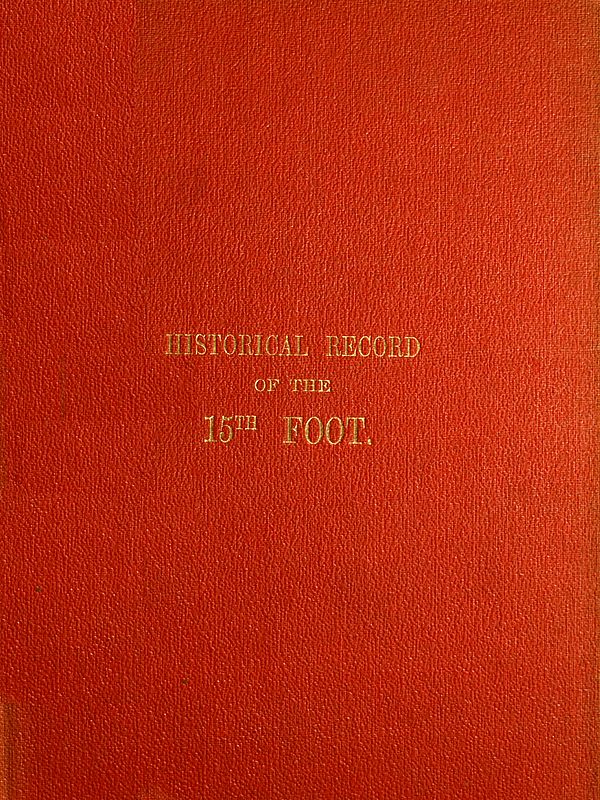 HISTORICAL RECORD
OF THE
15TH FOOT.